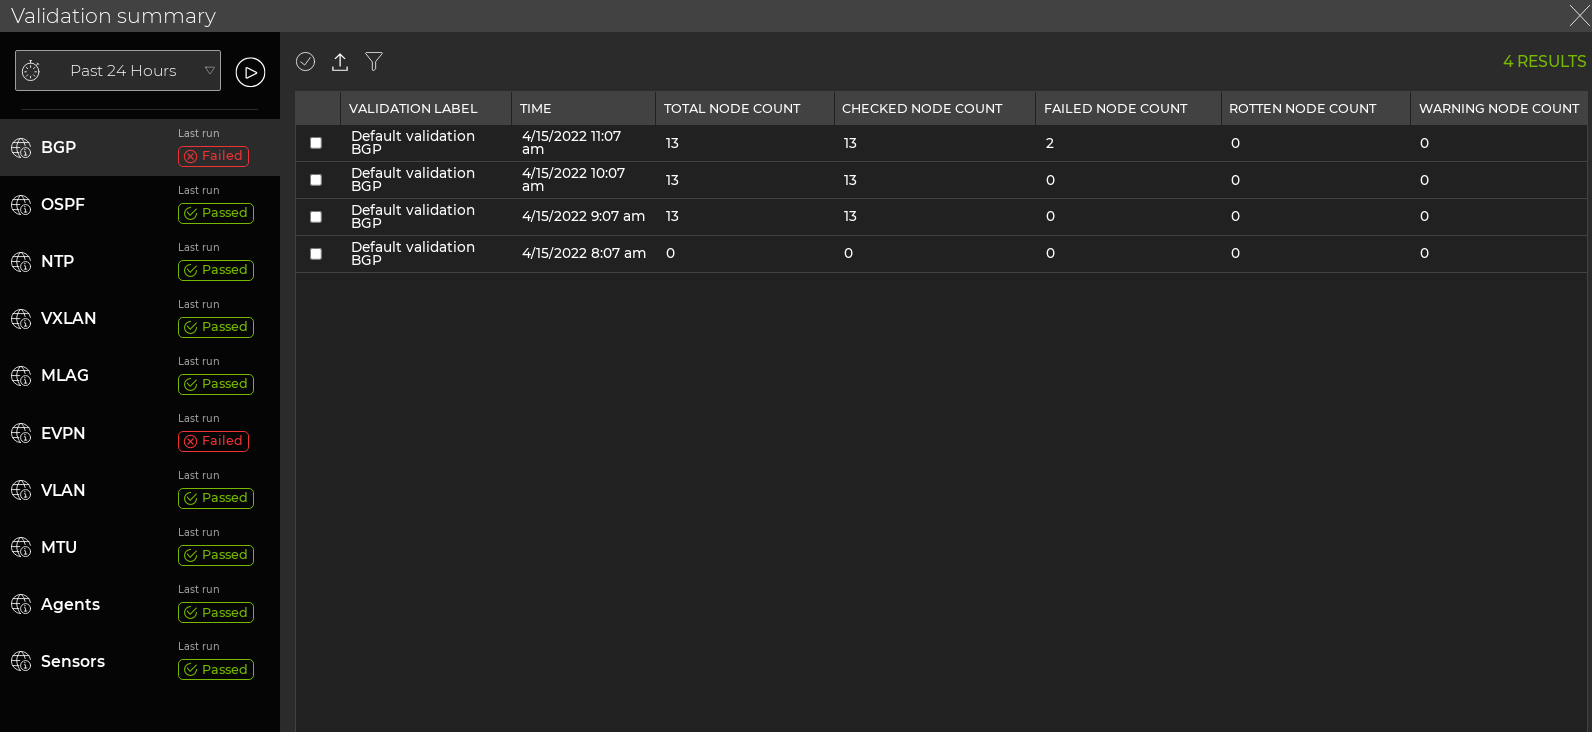 Validation summary
Past 24 Hours
BGP
Last run
Failed
OSPF
Last run
Passed
NTP
Last run
Passed
VXLAN
Last run
Passed
MLAG
Last run
Passed
EVPN
Last run
Failed
VLAN
Last run
Passed
MTU
Last run
Passed
Agents
Last run
Passed
Sensors
Last run
Passed
4 RESULTS
VALIDATION LABEL TIME TOTAL NODE COUNT CHECKED NODE COUNT FAILED NODE COUNT ROTTEN NODE COUNT WARNING NODE COUNT
Default validation BGP 4/15/2022 11:07 am 13 13 2 0 0
Default validation BGP 4/15/2022 10:07 am 13 13 0 0 0
Default validation BGP 4/15/2022 9:07 am 13 13 0 0 0
Default validation BGP 4/15/2022 8:07 am 0 0 0 0 0